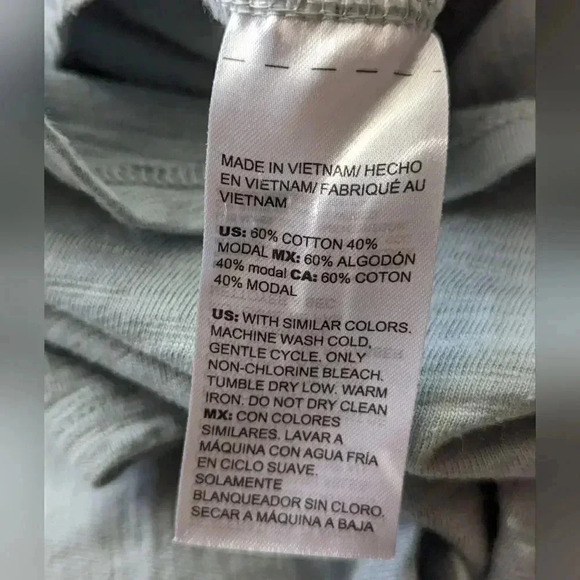 MADE IN VIETNAM/ HECHO
EN VIETNAM/ FABRIQUÉ AU
VIETNAM
US: 60% COTTON 40%
MODAL MX: 60% ALGODÓN
40% modal CA: 60% COTON
40% MODAL
US: WITH SIMILAR COLORS.
MACHINE WASH COLD,
GENTLE CYCLE. ONLY
NON-CHLORINE BLEACH.
TUMBLE DRY LOW. WARM
IRON. DO NOT DRY CLEAN
MX: CON COLORES
SIMILARES. LAVAR A
MÁQUINA CON AGUA FRÍA
EN CICLO SUAVE.
SOLAMENTE
BLANQUEADOR SIN CLORO.
SECAR A MÁQUINA A BAJA